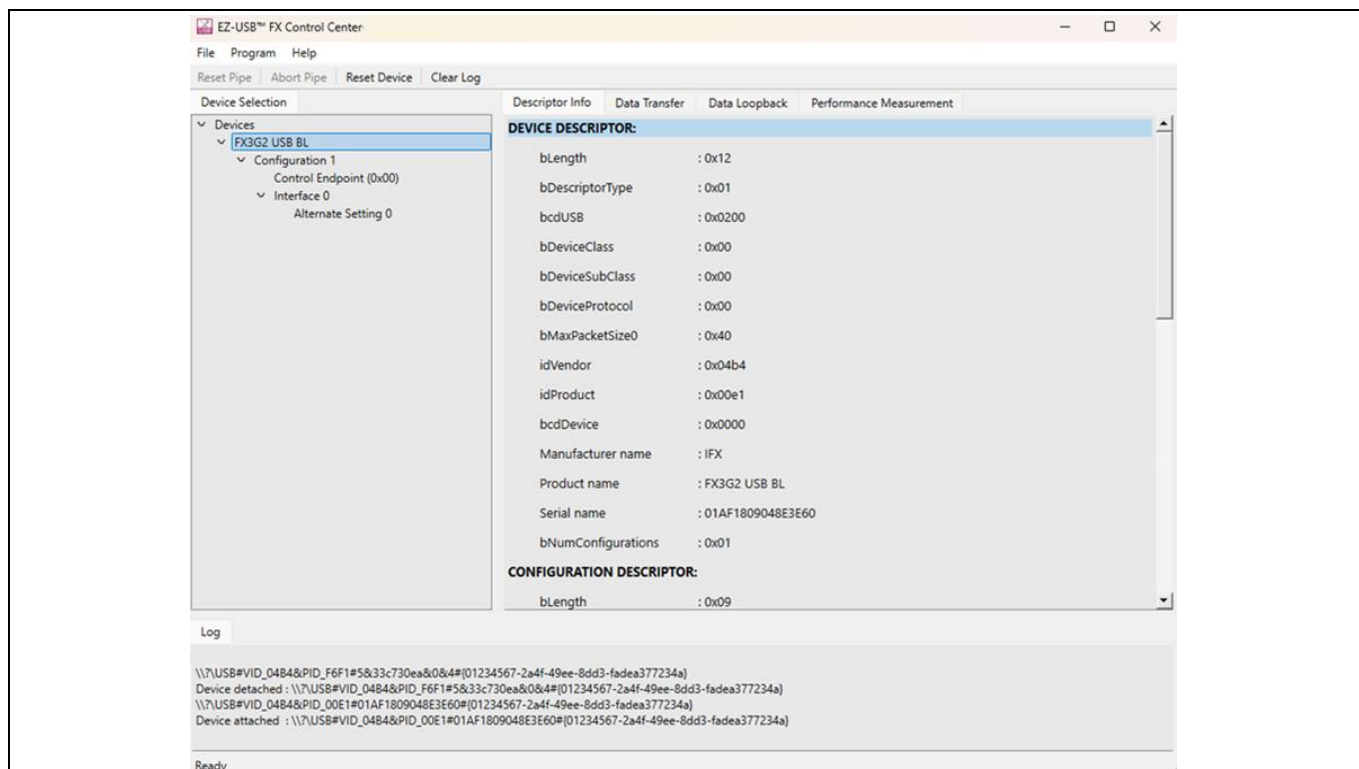 EZ-USB™ FX Control Center
File Program Help
Reset Pipe Abort Pipe Reset Device Clear Log
Device Selection
Devices
FX3G2 USB BL
Configuration 1
Control Endpoint (0x00)
Interface 0
Alternate Setting 0
Descriptor Info Data Transfer Data Loopback Performance Measurement
DEVICE DESCRIPTOR:
bLength : 0x12
bDescriptorType : 0x01
bcdUSB : 0x0200
bDeviceClass : 0x00
bDeviceSubClass : 0x00
bDeviceProtocol : 0x00
bMaxPacketSize0 : 0x40
idVendor : 0x04b4
idProduct : 0x00e1
bcdDevice : 0x0000
Manufacturer name : IFX
Product name : FX3G2 USB BL
Serial name : 01AF1809048E3E60
bNumConfigurations : 0x01
CONFIGURATION DESCRIPTOR:
bLength : 0x09
Log
\\?\USB#VID_04B4&PID_F6F1#5&33c730ea&0&4#{01234567-2a4f-49ee-8dd3-fadea377234a}
Device detached : \\?\USB#VID_04B4&PID_F6F1#5&33c730ea&0&4#{01234567-2a4f-49ee-8dd3-fadea377234a}
\\?\USB#VID_04B4&PID_00E1#01AF1809048E3E60#{01234567-2a4f-49ee-8dd3-fadea377234a}
Device attached : \\?\USB#VID_04B4&PID_00E1#01AF1809048E3E60#{01234567-2a4f-49ee-8dd3-fadea377234a}
Ready